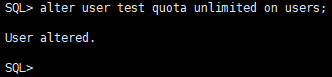 SQL> alter user test quota unlimited on users;
User altered.
SQL>